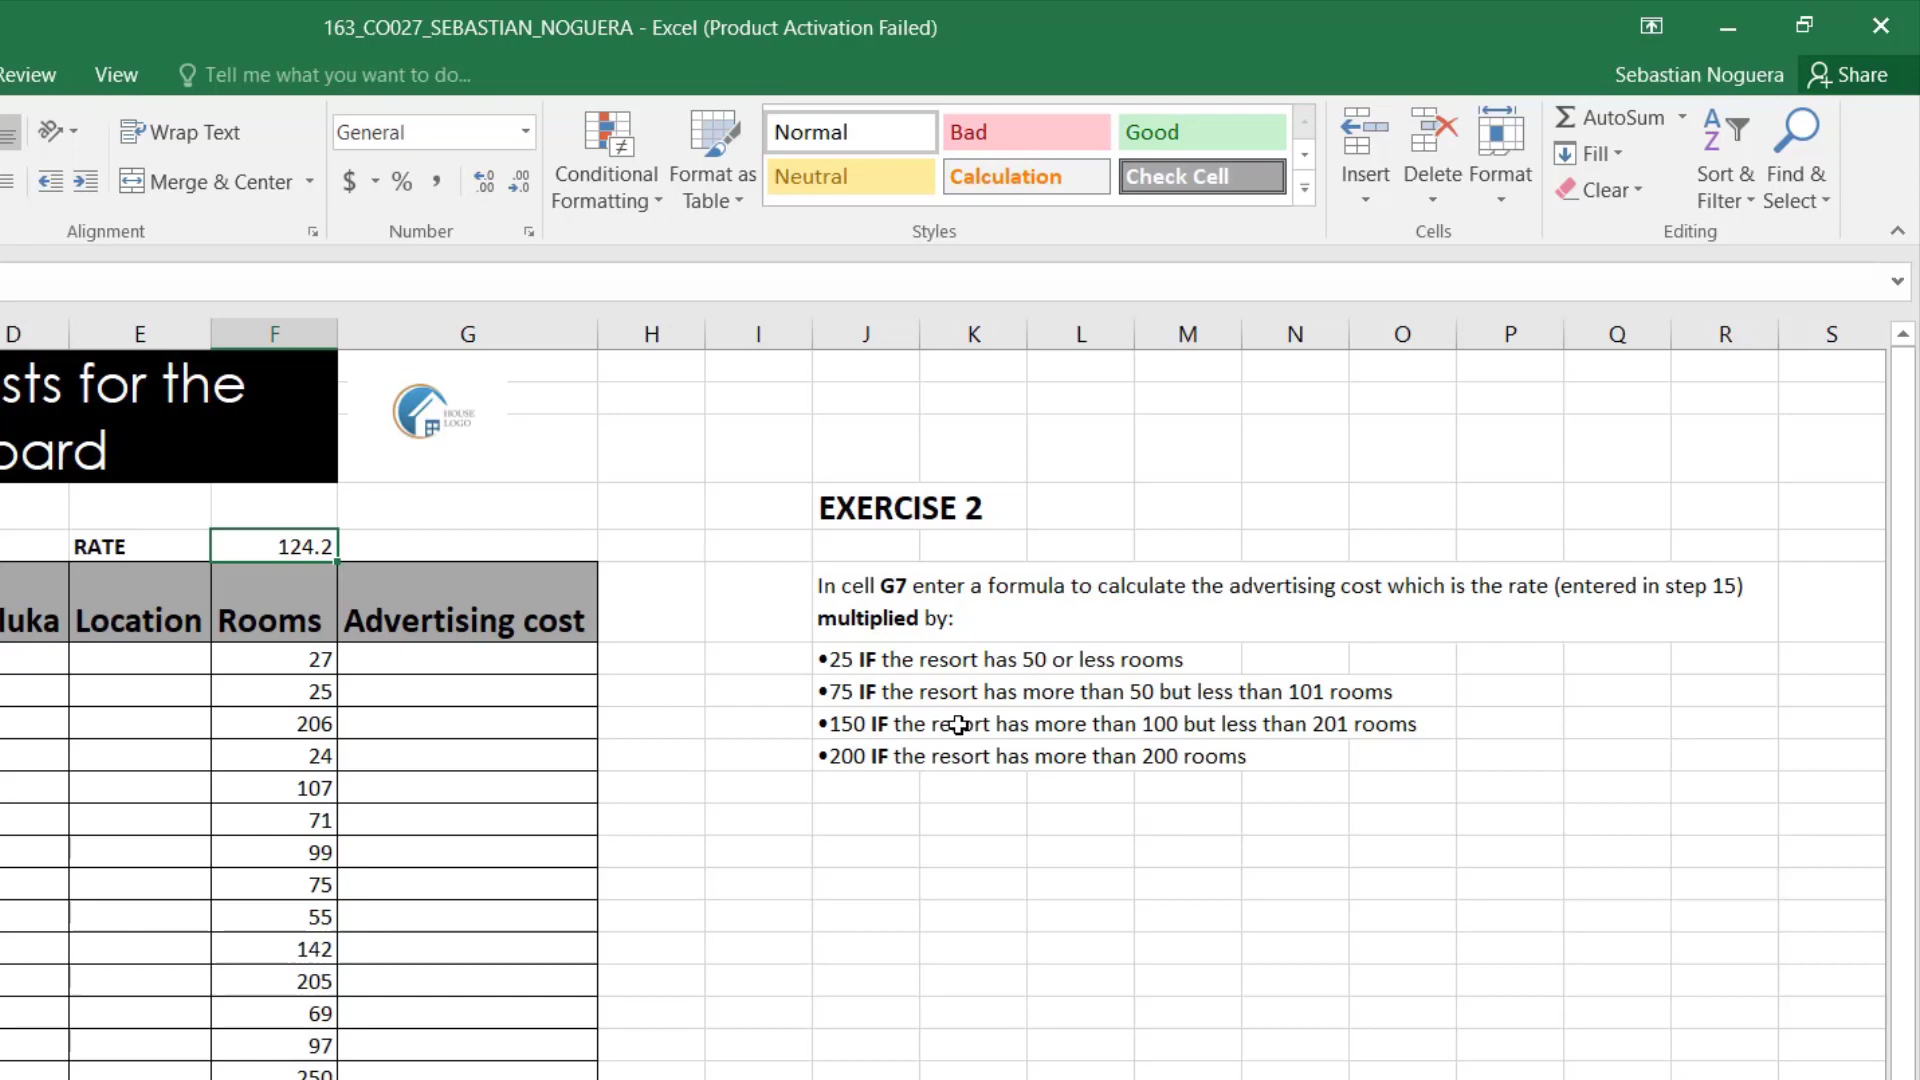 163_CO027_SEBASTIAN_NOGUERA - Excel (Product Activation Failed)
Review View Tell me what you want to do... Sebastian Noguera Share
Wrap Text
Merge & Center
Alignment
General
$ % ,
Number
Conditional Formatting
Format as Table
Normal Bad Good
Neutral Calculation Check Cell
Styles
Insert Delete Format
Cells
AutoSum
Fill
Clear
Sort & Filter
Find & Select
Editing
D E F G H I J K L M N O P Q R S
sts for the
oard
HOUSE
LOGO
EXERCISE 2
RATE 124.2
luka Location Rooms Advertising cost
In cell G7 enter a formula to calculate the advertising cost which is the rate (entered in step 15)
multiplied by:
•25 IF the resort has 50 or less rooms
•75 IF the resort has more than 50 but less than 101 rooms
•150 IF the resort has more than 100 but less than 201 rooms
•200 IF the resort has more than 200 rooms
27
25
206
24
107
71
99
75
55
142
205
69
97
250